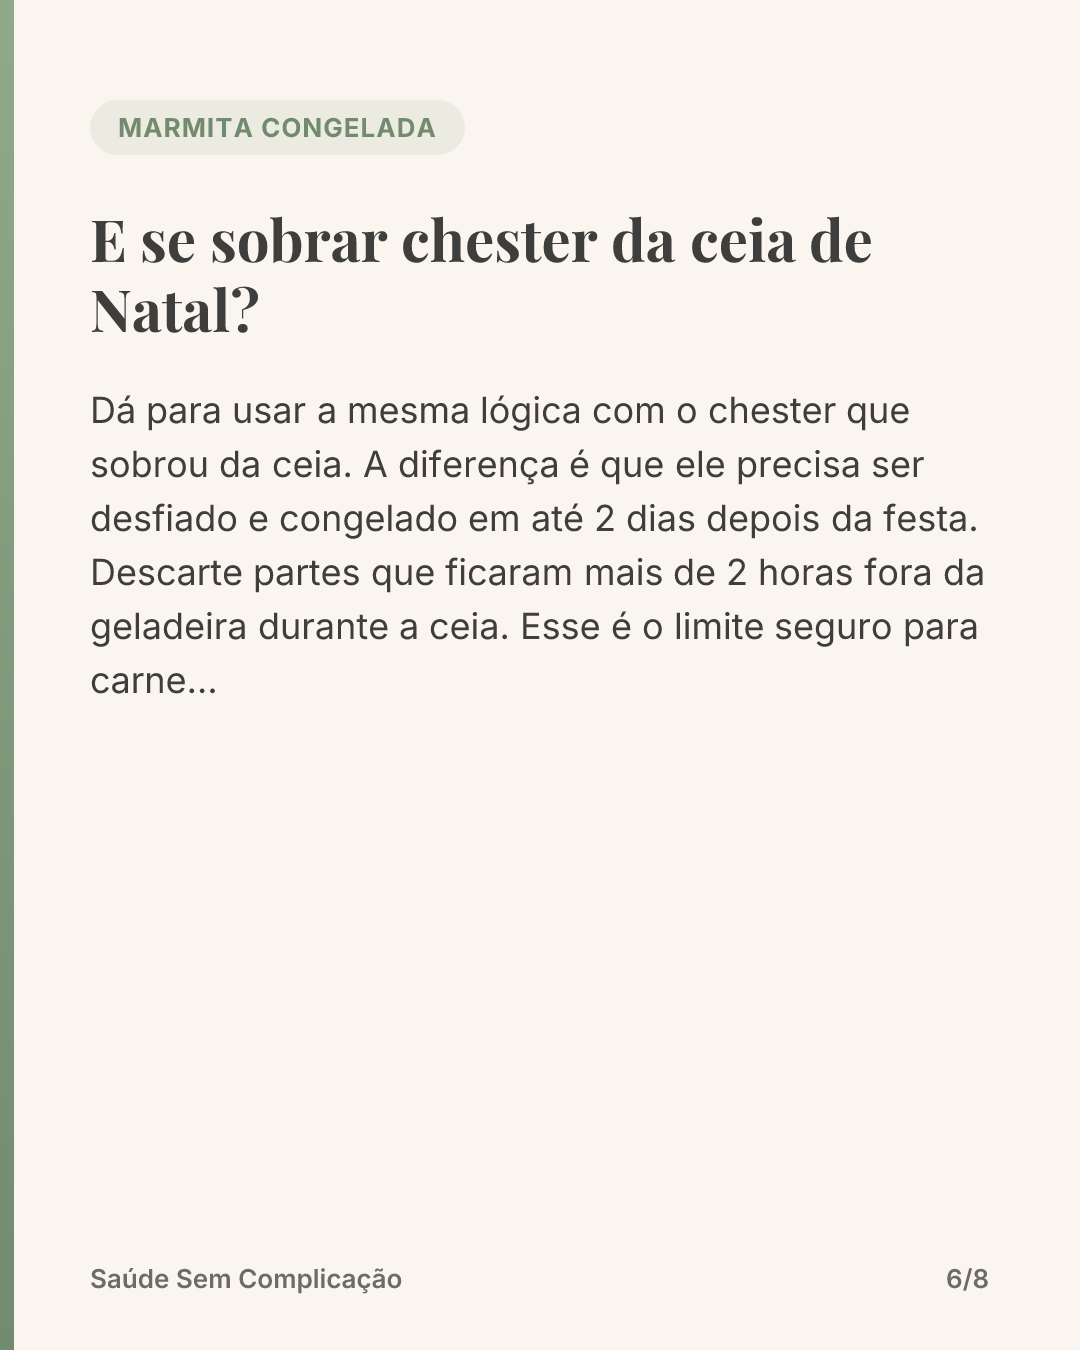 MARMITA CONGELADA
E se sobrar chester da ceia de
Natal?
Dá para usar a mesma lógica com o chester que
sobrou da ceia. A diferença é que ele precisa ser
desfiado e congelado em até 2 dias depois da festa.
Descarte partes que ficaram mais de 2 horas fora da
geladeira durante a ceia. Esse é o limite seguro para
carne...
Saúde Sem Complicação
6/8